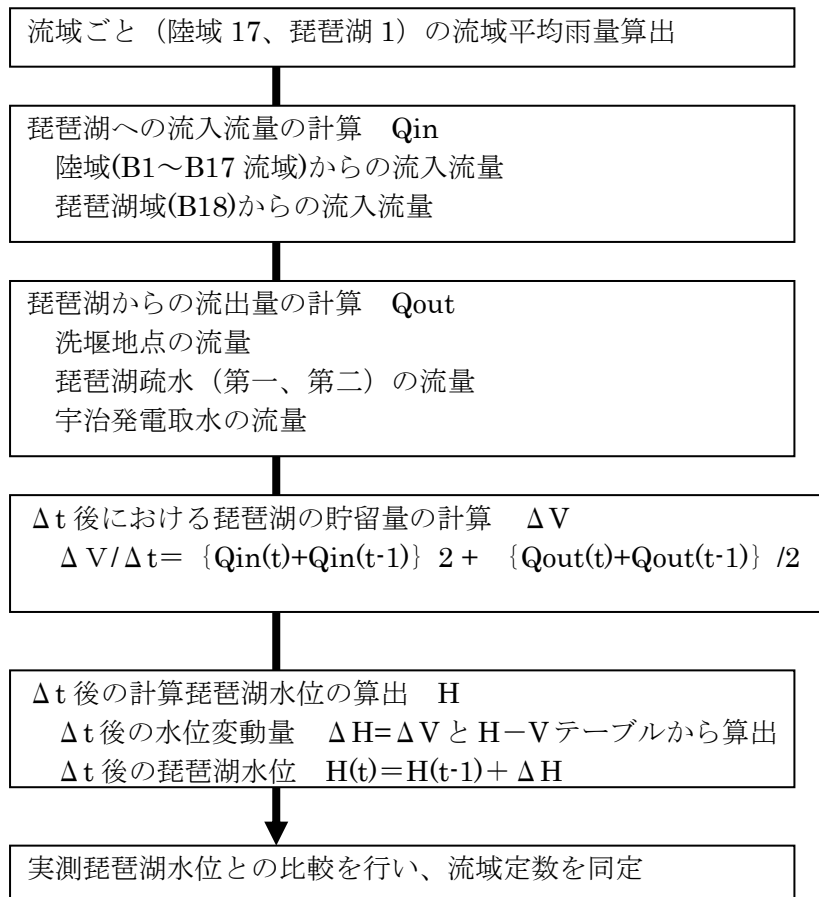 流域ごと（陸域 17、琵琶湖 1）の流域平均雨量算出
琵琶湖への流入流量の計算　Qin
陸域(B1～B17 流域)からの流入流量
琵琶湖域(B18)からの流入流量
琵琶湖からの流出量の計算　Qout
洗堰地点の流量
琵琶湖疏水（第一、第二）の流量
宇治発電取水の流量
Δt 後における琵琶湖の貯留量の計算　ΔV
ΔV/Δt＝｛Qin(t)+Qin(t-1)｝2＋　｛Qout(t)+Qout(t-1)｝/2
Δt 後の計算琵琶湖水位の算出　H
Δt 後の水位変動量　ΔH=ΔV と H－V テーブルから算出
Δt 後の琵琶湖水位　H(t)＝H(t-1)＋ΔH
実測琵琶湖水位との比較を行い、流域定数を同定